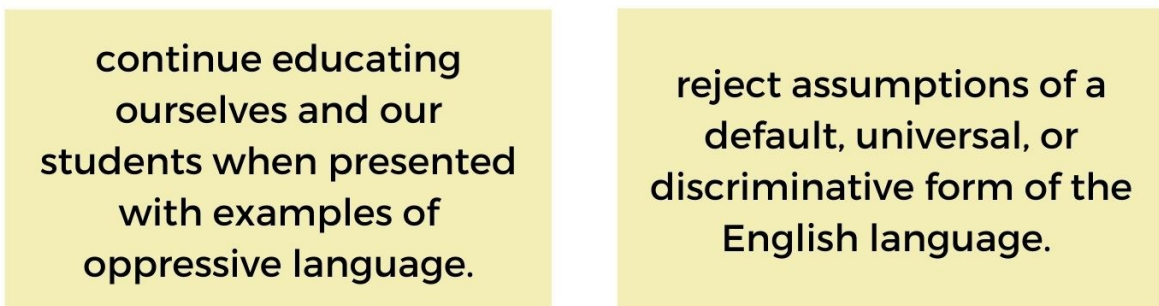 continue educating
ourselves and our
students when presented
with examples of
oppressive language.
reject assumptions of a
default, universal, or
discriminative form of the
English language.